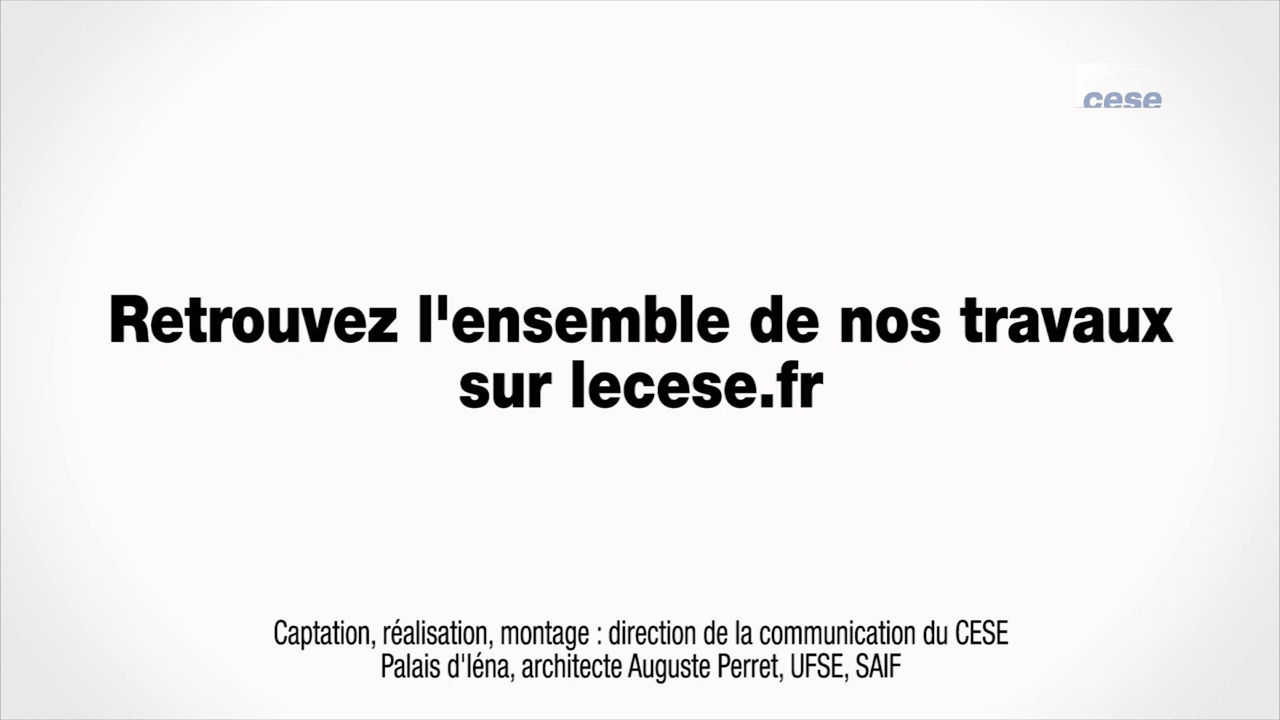 cese
Retrouvez l'ensemble de nos travaux
sur lecese.fr
Captation, réalisation, montage : direction de la communication du CESE
Palais d'Iéna, architecte Auguste Perret, UFSE, SAIF